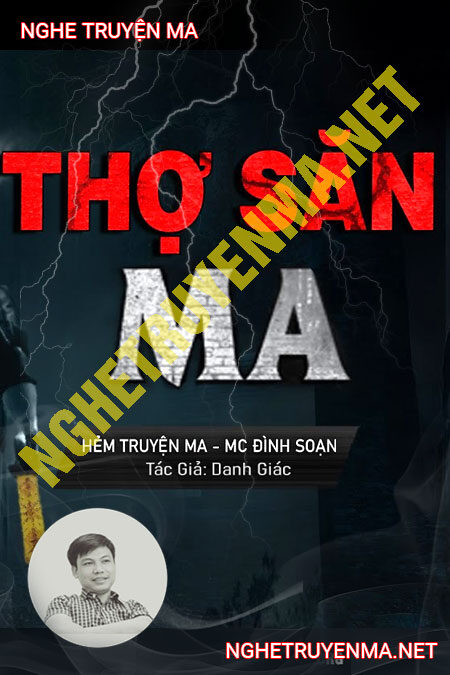 NGHE TRUYỆN MA
THỢ SĂN
MA
NGHETRUYENMA.NET
HẺM TRUYỆN MA - MC ĐÌNH SOẠN
Tác Giả: Danh Giác
NGHETRUYENMA.NET